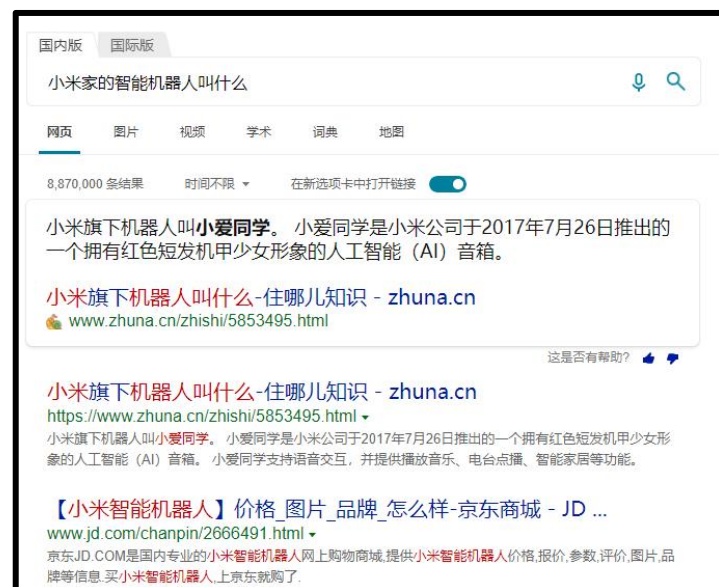 国内版 国际版
小米家的智能机器人叫什么
网页 图片 视频 学术 词典 地图
8,870,000 条结果 时间不限 在新选项卡中打开链接
小米旗下机器人叫小爱同学。 小爱同学是小米公司于2017年7月26日推出的
一个拥有红色短发机甲少女形象的人工智能（AI）音箱。
小米旗下机器人叫什么-住哪儿知识 - zhuna.cn
www.zhuna.cn/zhishi/5853495.html
这是否有帮助?
小米旗下机器人叫什么-住哪儿知识 - zhuna.cn
https://www.zhuna.cn/zhishi/5853495.html
小米旗下机器人叫小爱同学。 小爱同学是小米公司于2017年7月26日推出的一个拥有红色短发机甲少女形
象的人工智能（AI）音箱。 小爱同学支持语音交互，并提供播放音乐、电台点播、智能家居等功能。
【小米智能机器人】价格_图片_品牌_怎么样-京东商城 - JD ...
www.jd.com/chanpin/2666491.html
京东JD.COM是国内专业的小米智能机器人网上购物商城,提供小米智能机器人价格,报价,参数,评价,图片,品
牌等信息.买小米智能机器人,上京东就购了.